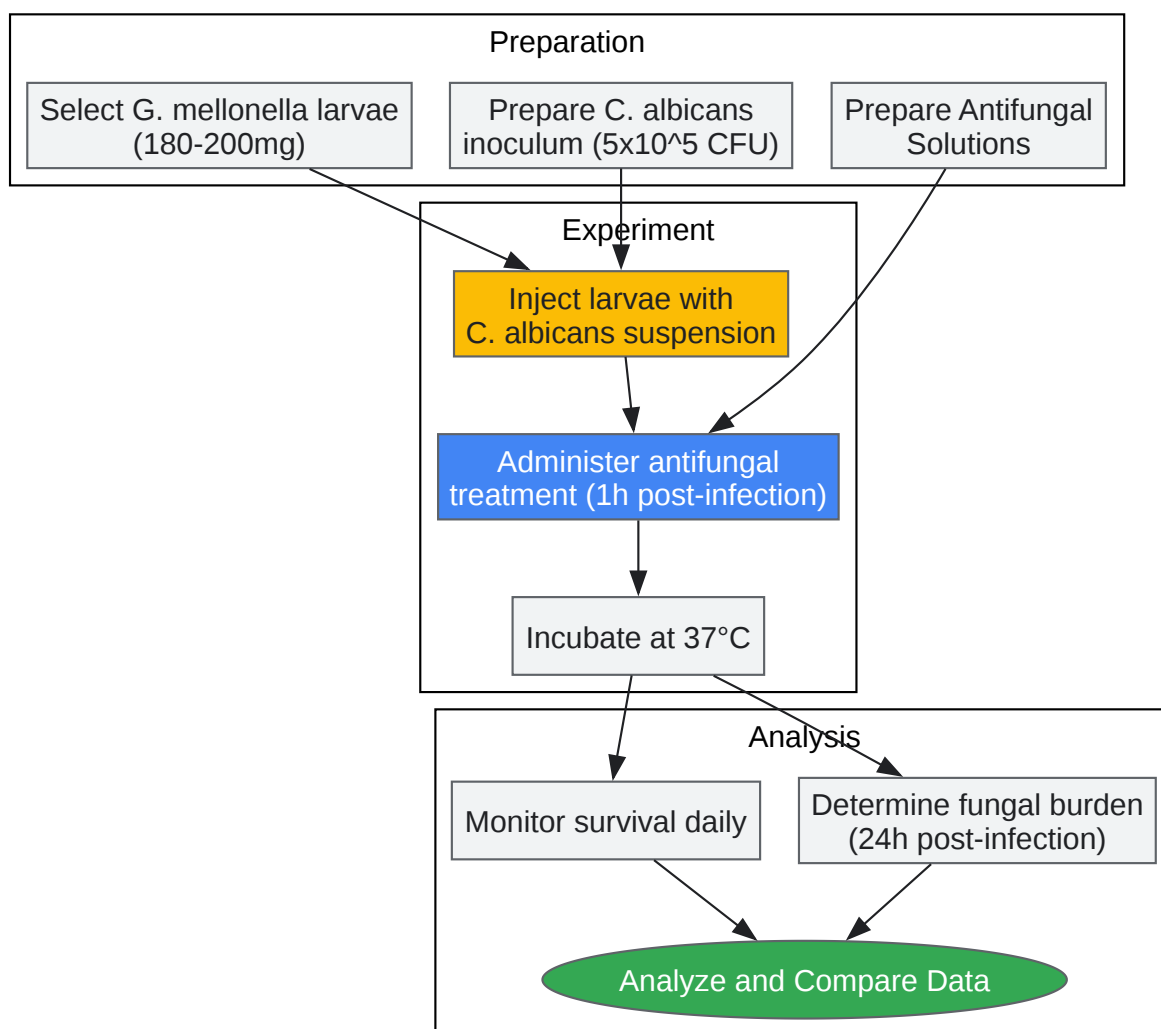 Preparation
Select G. mellonella larvae
(180-200mg)
Prepare C. albicans
inoculum (5x10^5 CFU)
Prepare Antifungal
Solutions
Experiment
Inject larvae with
C. albicans suspension
Administer antifungal
treatment (1h post-infection)
Incubate at 37°C
Analysis
Monitor survival daily
Determine fungal burden
(24h post-infection)
Analyze and Compare Data